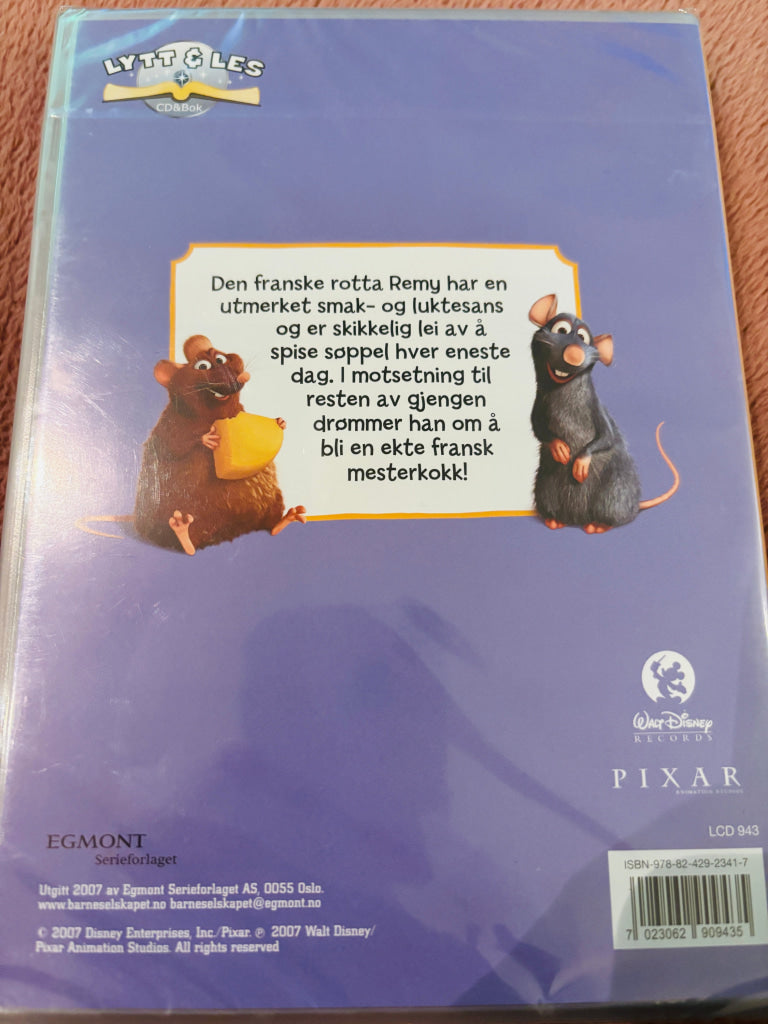 LYTT & LES
CD&Bok
Den franske rotta Remy har en
utmerket smak- og luktesans
og er skikkelig lei av å
spise søppel hver eneste
dag. I motsetning til
resten av gjengen
drømmer han om å
bli en ekte fransk
mesterkokk!
WALT DISNEY
RECORDS
PIXAR
ANIMATION STUDIOS
LCD 943
EGMONT
Serieforlaget
Utgitt 2007 av Egmont Serieforlaget AS, 0055 Oslo.
www.barneselskapet.no barneselskapet@egmont.no
© 2007 Disney Enterprises, Inc./Pixar. ℗ 2007 Walt Disney/
Pixar Animation Studios. All rights reserved
ISBN-978-82-429-2341-7
7 023062 909435